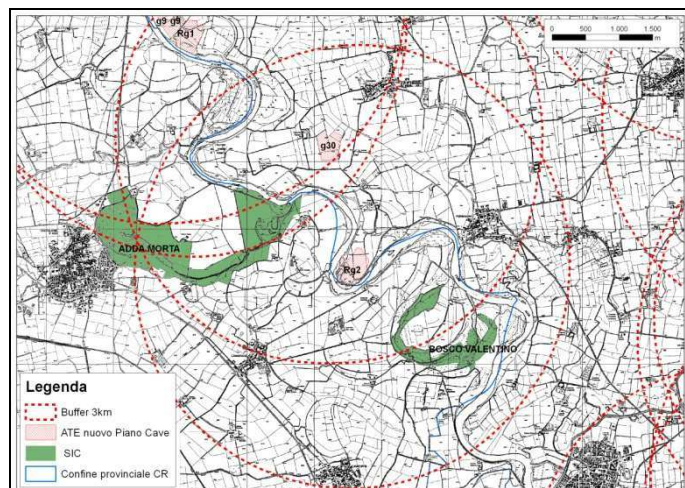 g9 g9
Rg1
0 500 1.000 1.500
m
g30
ADDA MORTA
Rg2
BOSCO VALENTINO
Legenda
Buffer 3km
ATE nuovo Piano Cave
SIC
Confine provinciale CR